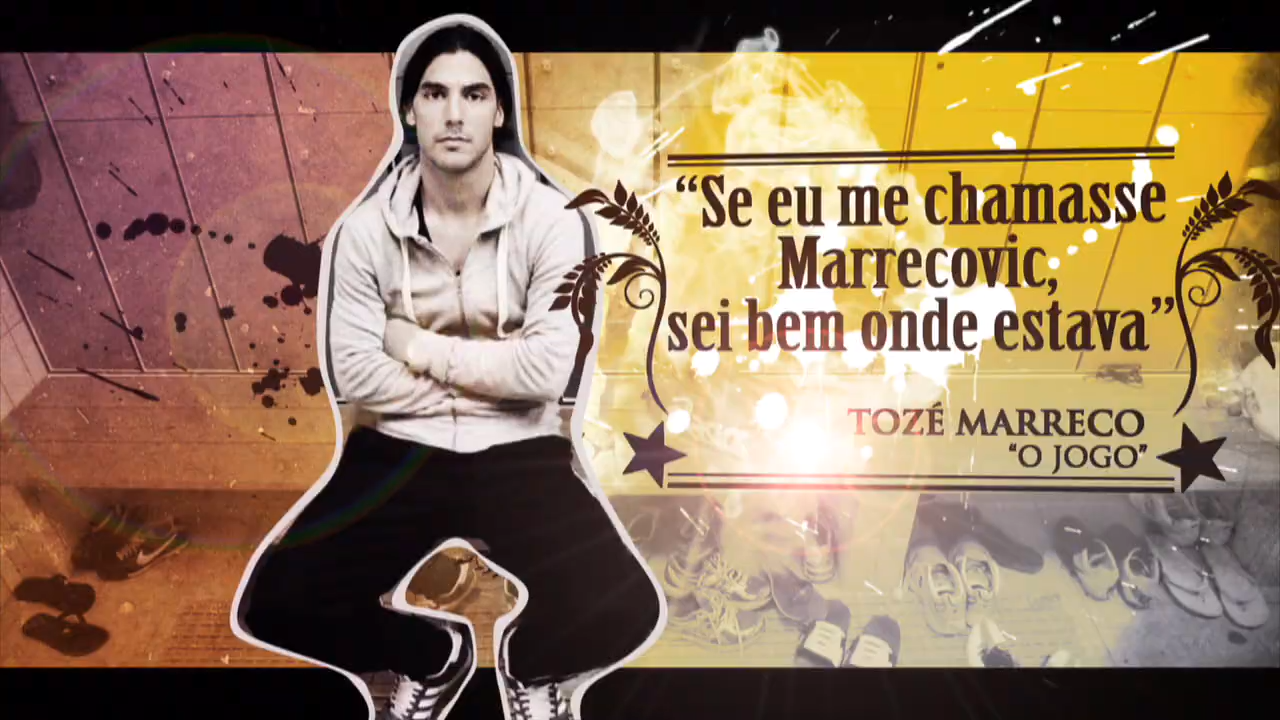 “Se eu me chamasse
Marrecovic,
sei bem onde estava”
TOZÉ MARRECO
“O JOGO”